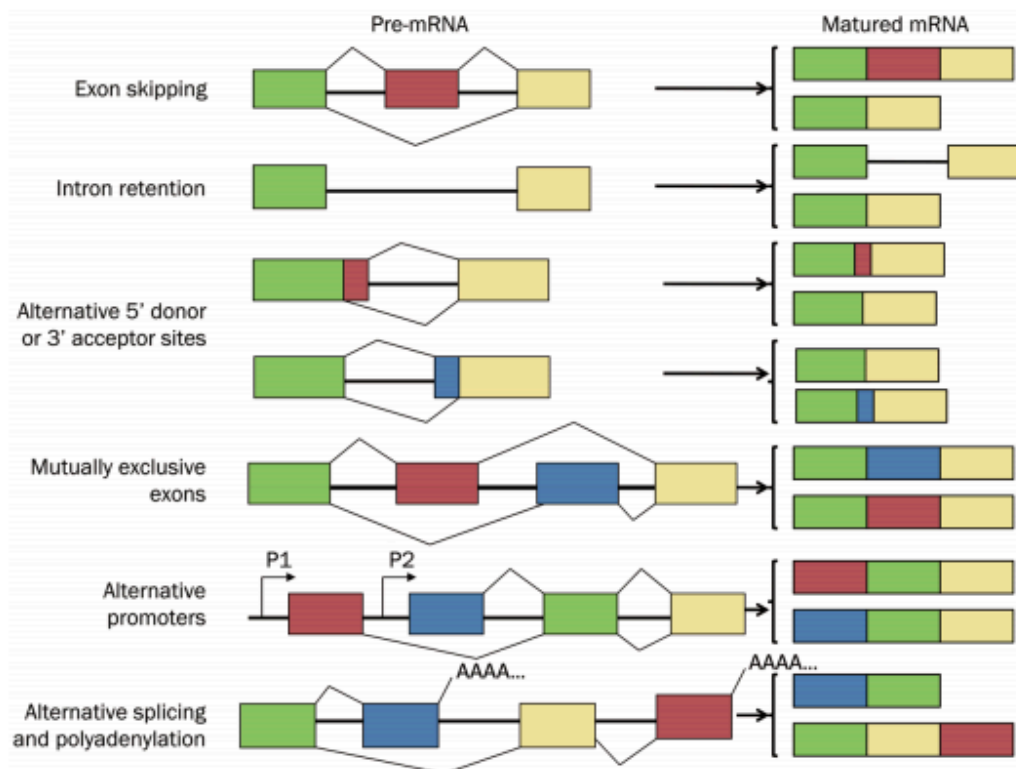 Pre-mRNA
Matured mRNA
Exon skipping
Intron retention
Alternative 5' donor
or 3' acceptor sites
Mutually exclusive
exons
P1
P2
Alternative
promoters
AAAA...
AAAA...
Alternative splicing
and polyadenylation